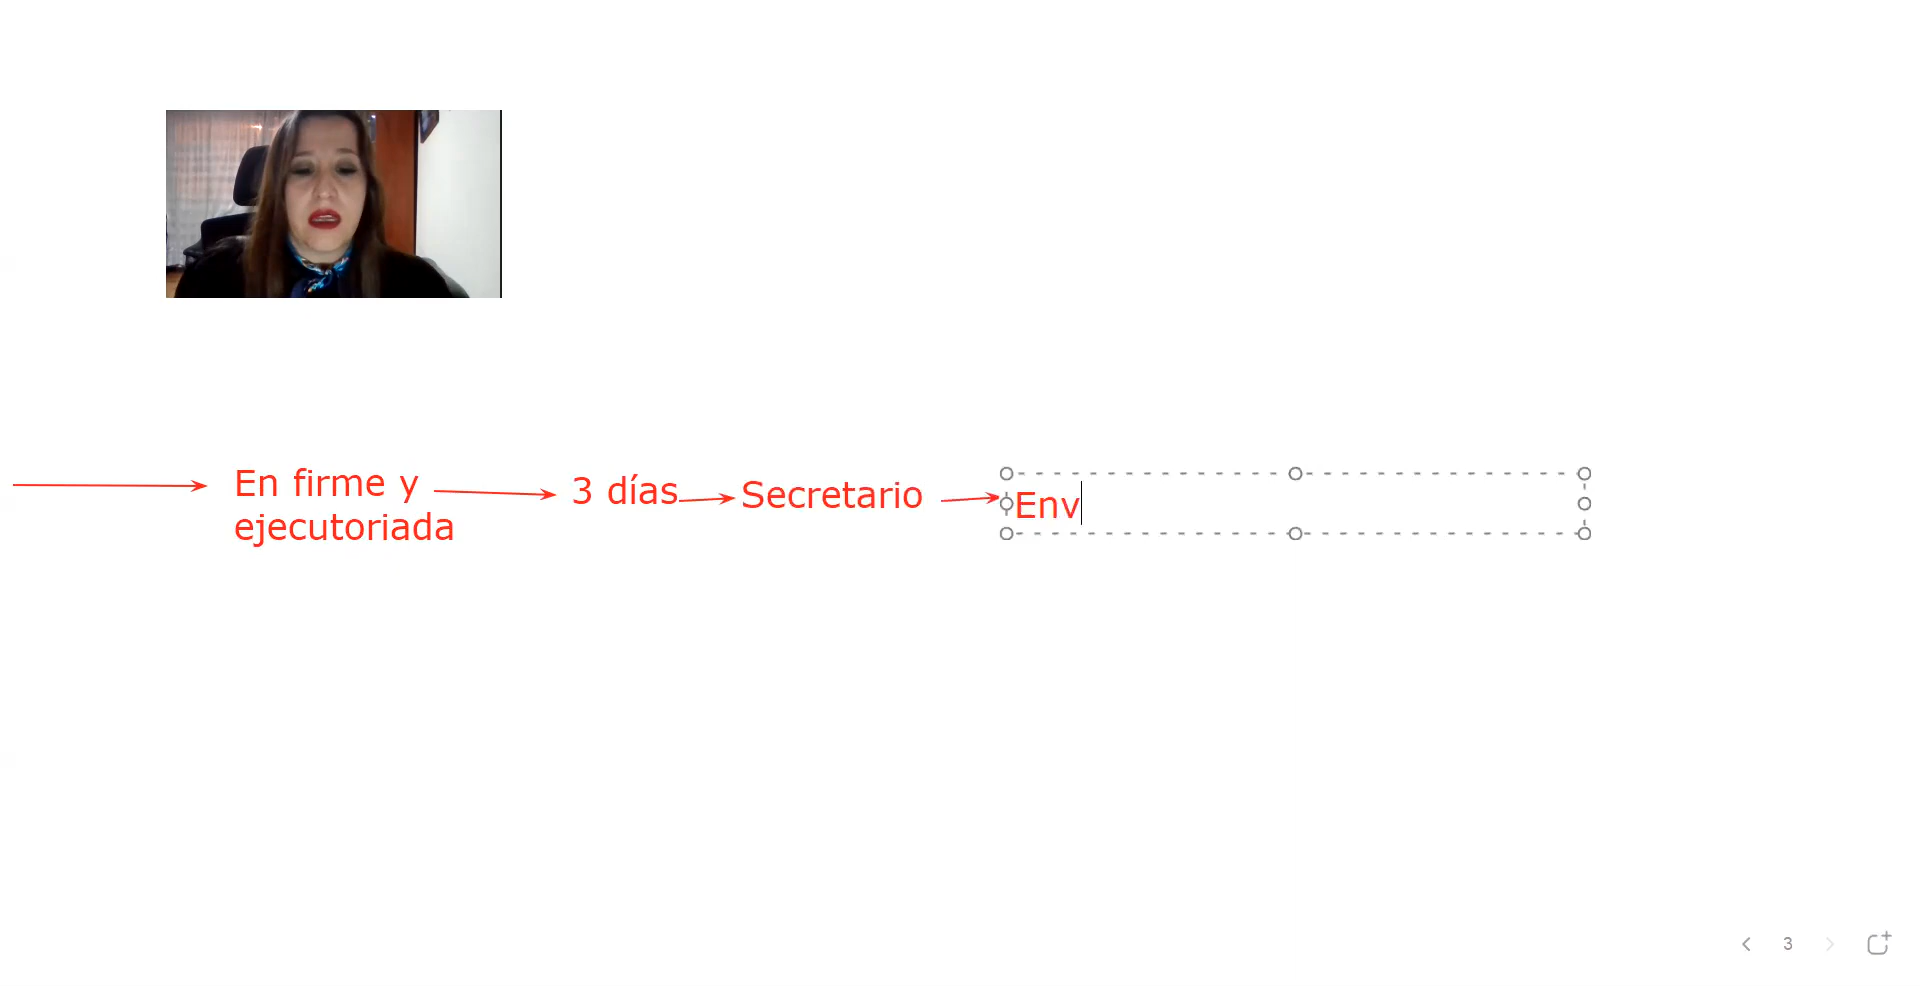 En firme y
ejecutoriada
3 días
Secretario
Env
3